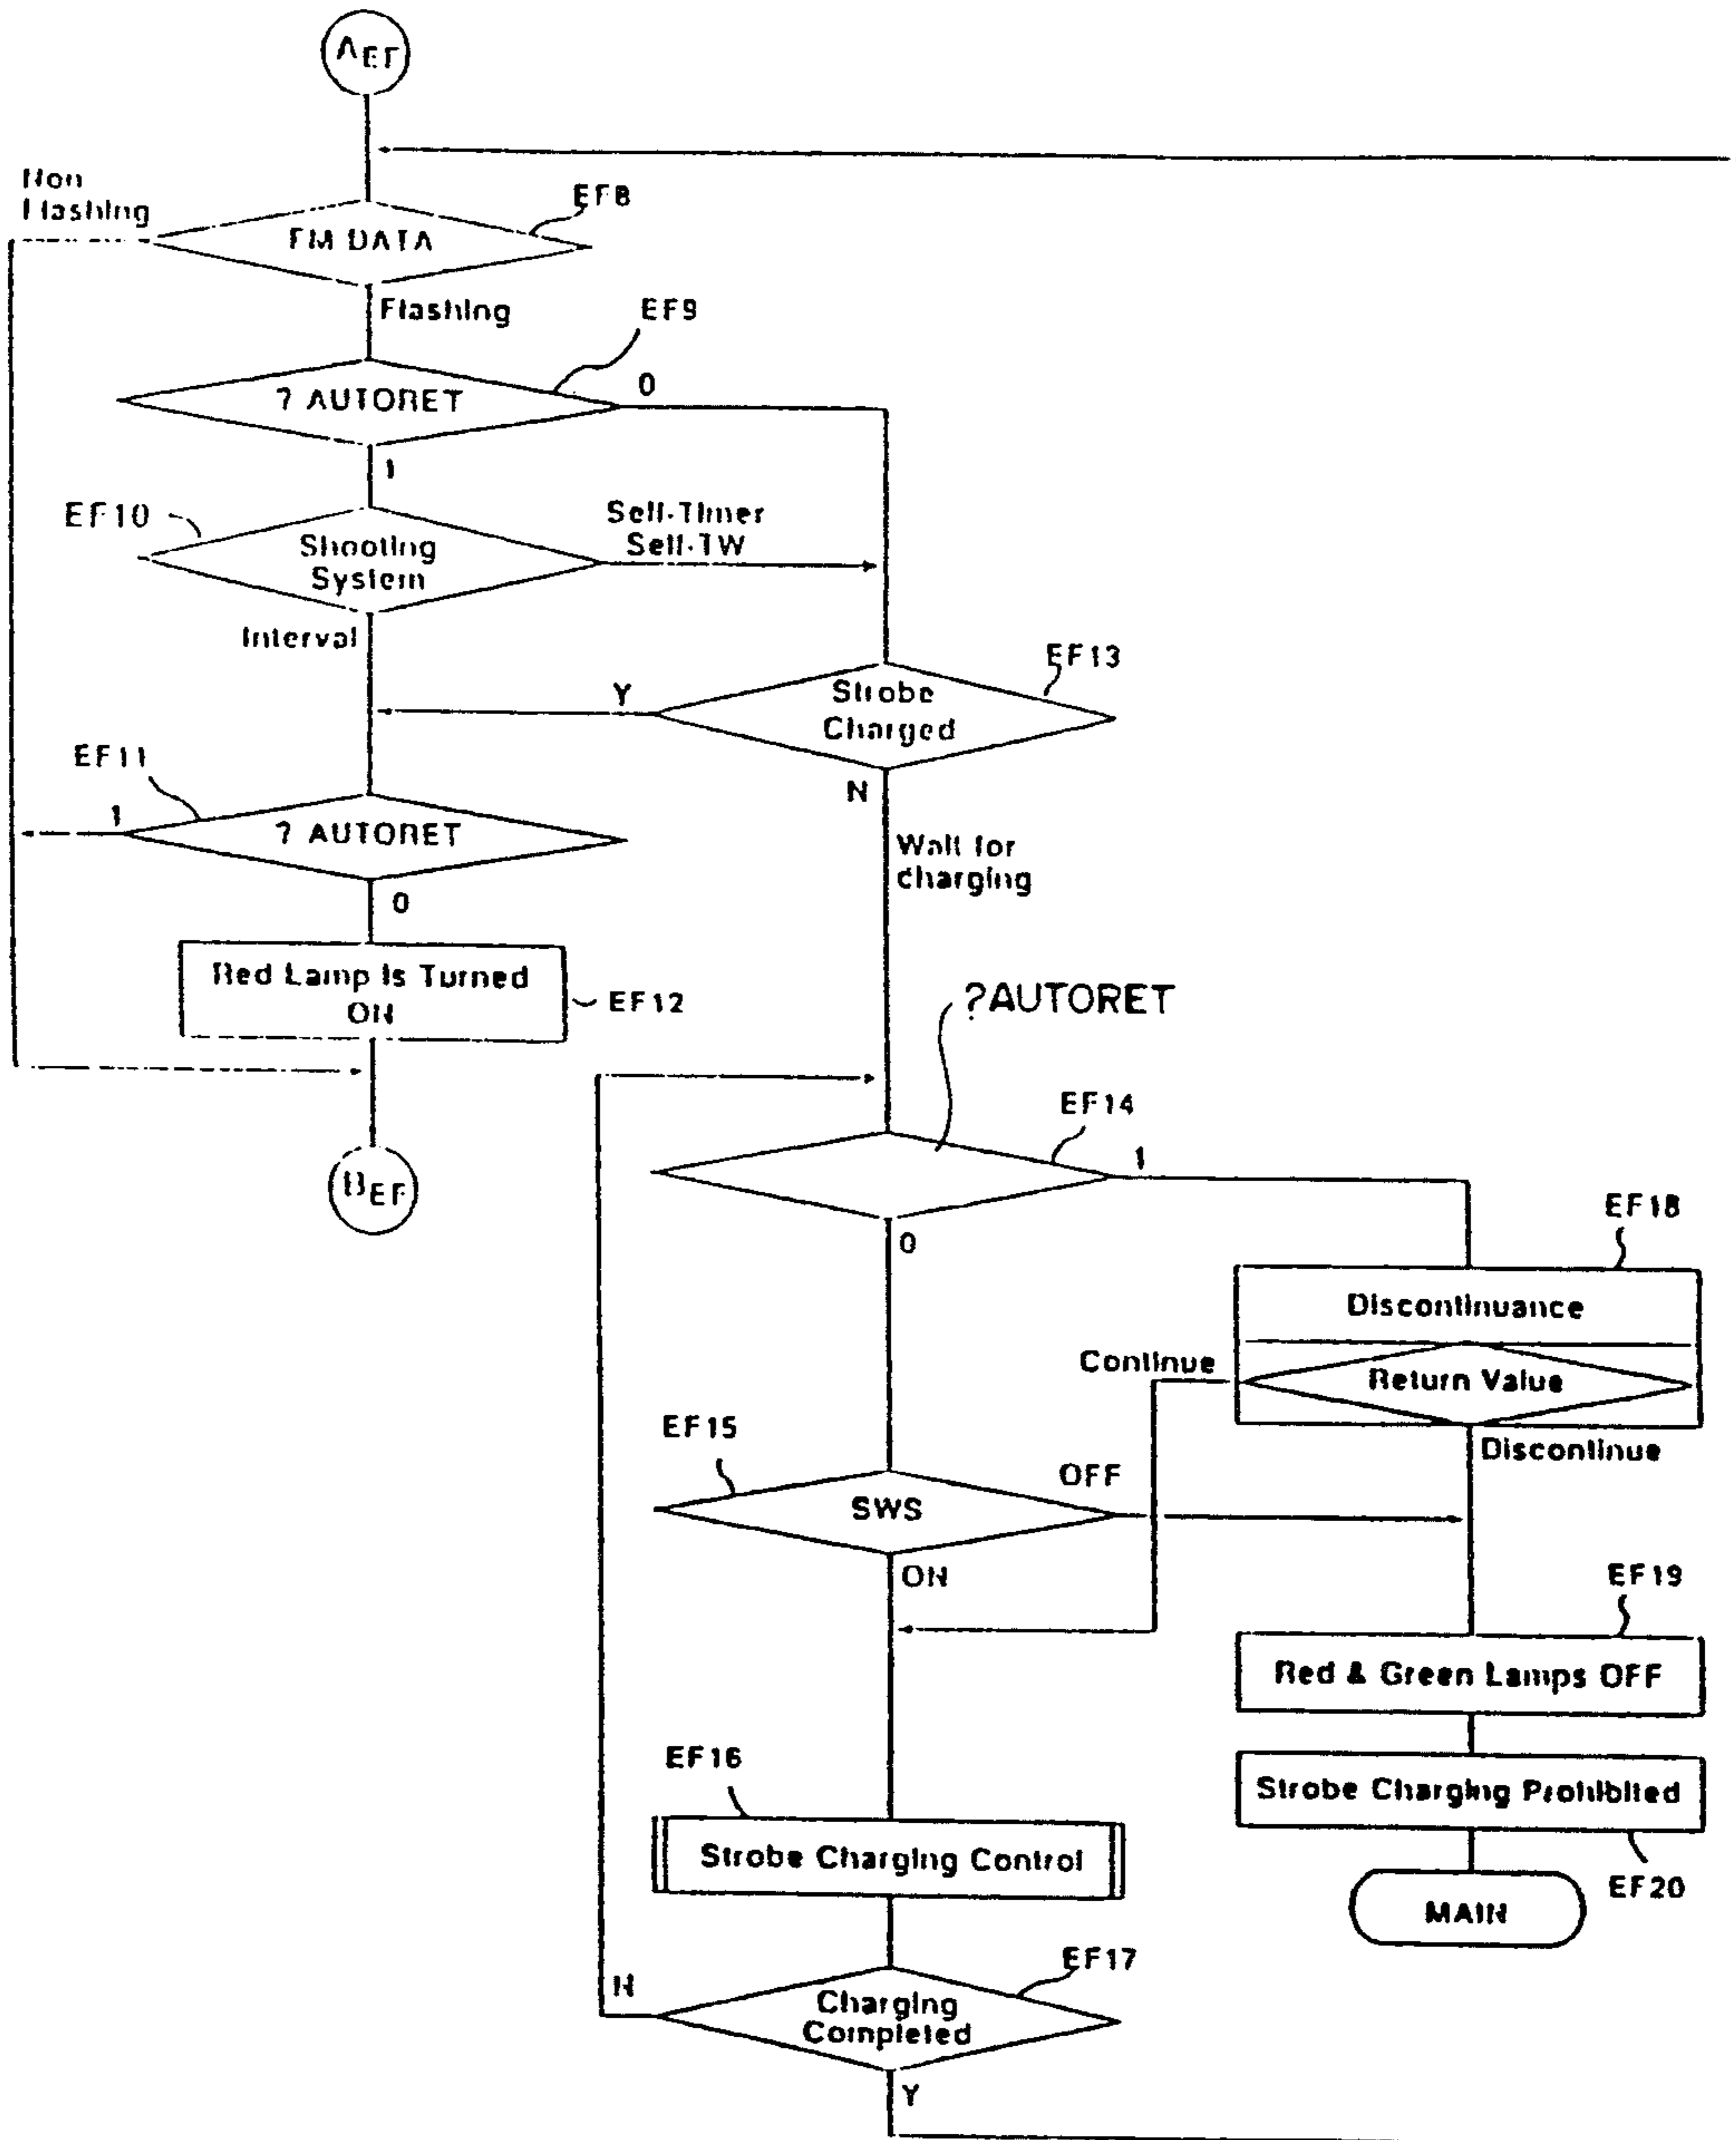 AEF
Non
Flashing
EF8
FM DATA
Flashing
EF9
? AUTORET
0
1
EF10
Shooting
System
Self-Timer
Self-TW
Interval
EF13
Y
Strobe
Charged
N
EF11
1
? AUTORET
0
Wait for
charging
Red Lamp Is Turned
ON
EF12
?AUTORET
EF14
1
BEF
0
EF18
Discontinuance
Continue
Return Value
Discontinue
EF15
SWS
OFF
ON
EF19
Red & Green Lamps OFF
EF16
Strobe Charging Prohibited
Strobe Charging Control
EF20
MAIN
EF17
N
Charging
Completed
Y